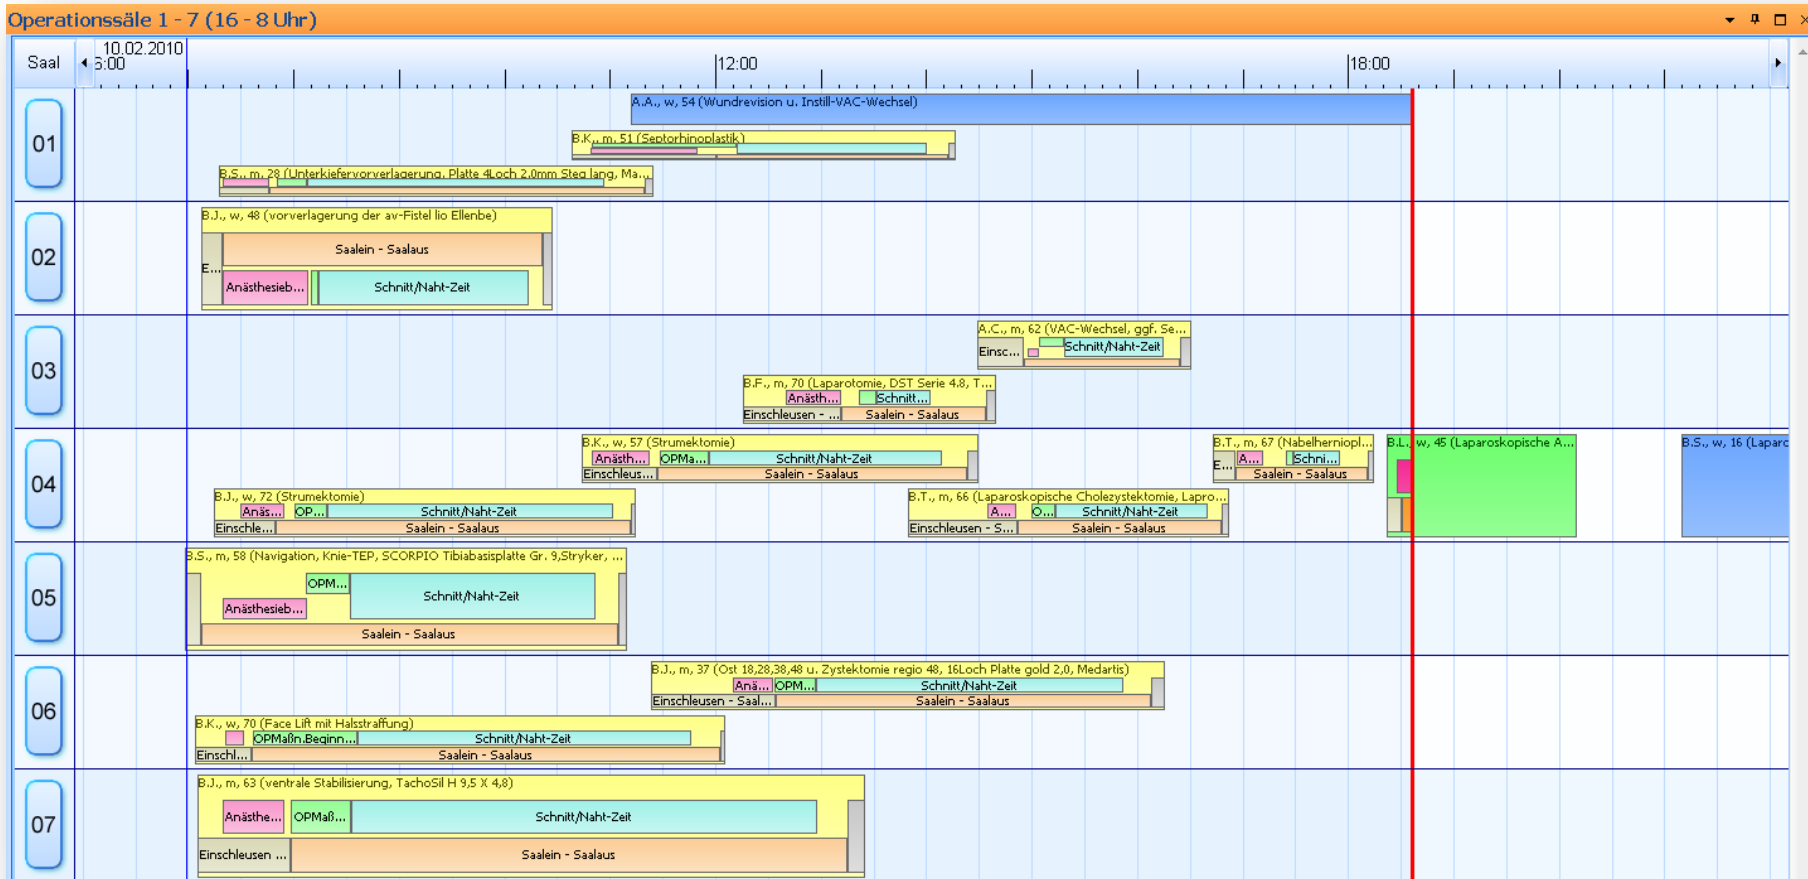 Operationssäle 1 - 7 (16 - 8 Uhr)
Saal
10.02.2010
6:00
12:00
18:00
01
A.A., w, 54 (Wundrevision u. Instill-VAC-Wechsel)
B.K., m, 51 (Septorhinoplastik)
B.S., m, 28 (Unterkiefervorverlagerung, Platte 4Loch 2,0mm Steg lang, Ma...
02
B.J., w, 48 (vorverlagerung der av-Fistel lio Ellenbe)
Saalein - Saalaus
E...
Anästhesieb...
Schnitt/Naht-Zeit
03
A.C., m, 62 (VAC-Wechsel, ggf. Se...
Einsc...
Schnitt/Naht-Zeit
B.F., m, 70 (Laparotomie, DST Serie 4.8, T...
Anästh...
Schnitt...
Einschleusen - ...
Saalein - Saalaus
04
B.K., w, 57 (Strumektomie)
Anästh...
OPMa...
Schnitt/Naht-Zeit
Einschleus...
Saalein - Saalaus
B.T., m, 67 (Nabelherniopl...
E...
A...
Schni...
Saalein - Saalaus
B.L., w, 45 (Laparoskopische A...
B.S., w, 16 (Laparc
B.J., w, 72 (Strumektomie)
Anäs...
OP...
Schnitt/Naht-Zeit
Einschle...
Saalein - Saalaus
B.T., m, 66 (Laparoskopische Cholezystektomie, Lapro...
A...
O...
Schnitt/Naht-Zeit
Einschleusen - S...
Saalein - Saalaus
05
B.S., m, 58 (Navigation, Knie-TEP, SCORPIO Tibiabasisplatte Gr. 9,Stryker, ...
OPM...
Schnitt/Naht-Zeit
Anästhesieb...
Saalein - Saalaus
06
B.J., m, 37 (Ost 18,28,38,48 u. Zystektomie regio 48, 16Loch Platte gold 2,0, Medartis)
Anä...
OPM...
Schnitt/Naht-Zeit
Einschleusen - Saal...
Saalein - Saalaus
B.K., w, 70 (Face Lift mit Halsstraffung)
OPMaßn.Beginn...
Schnitt/Naht-Zeit
Einschl...
Saalein - Saalaus
07
B.J., m, 63 (ventrale Stabilisierung, TachoSil H 9,5 X 4,8)
Anästhe...
OPMaß...
Schnitt/Naht-Zeit
Einschleusen ...
Saalein - Saalaus